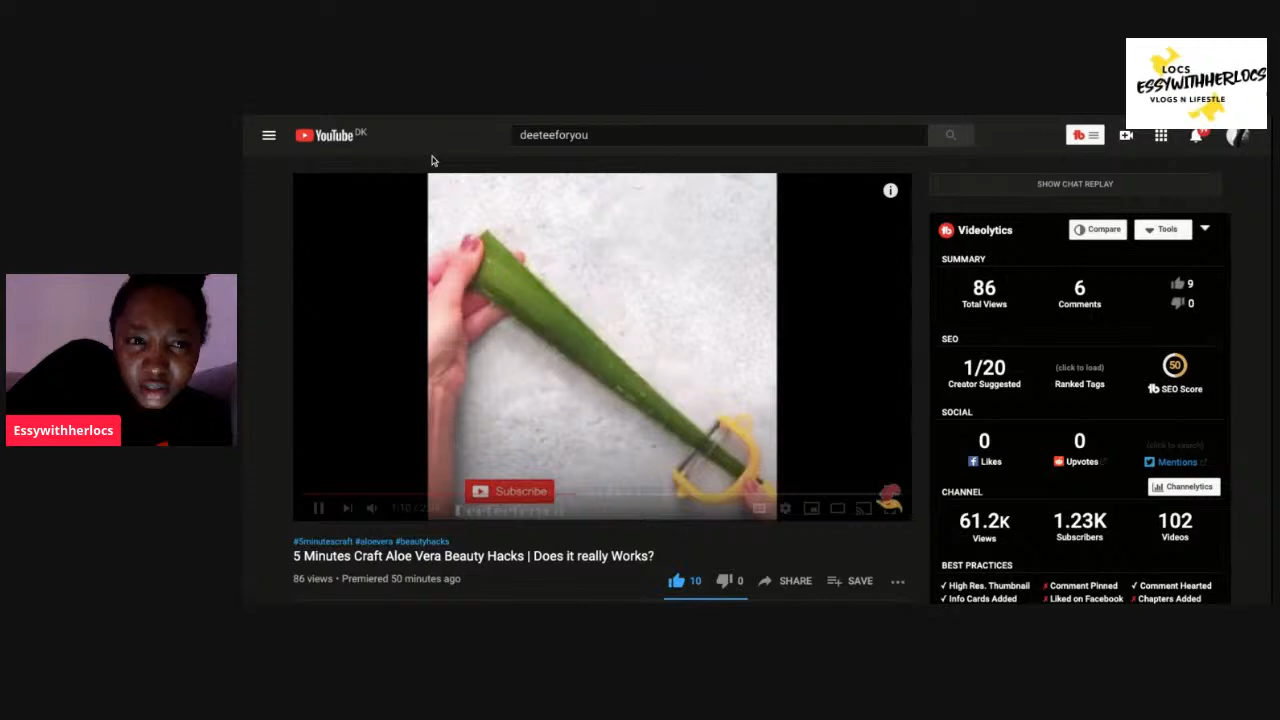 LOCS
ESSYWITHHERLOCS
VLOGS N LIFESTLE
YouTube DK
deeteeforyou
SHOW CHAT REPLAY
Videolytics
Compare
Tools
SUMMARY
86
Total Views
6
Comments
9
0
SEO
1/20
Creator Suggested
(click to load)
Ranked Tags
50
SEO Score
SOCIAL
0
Likes
0
Upvotes
(click to search)
Mentions
CHANNEL
Channelytics
61.2K
Views
1.23K
Subscribers
102
Videos
BEST PRACTICES
High Res. Thumbnail
Comment Pinned
Comment Hearted
Info Cards Added
Liked on Facebook
Chapters Added
Essywithherlocs
Subscribe
#5minutescraft #aloevera #beautyhacks
5 Minutes Craft Aloe Vera Beauty Hacks | Does it really Works?
86 views • Premiered 50 minutes ago
10
0
SHARE
SAVE